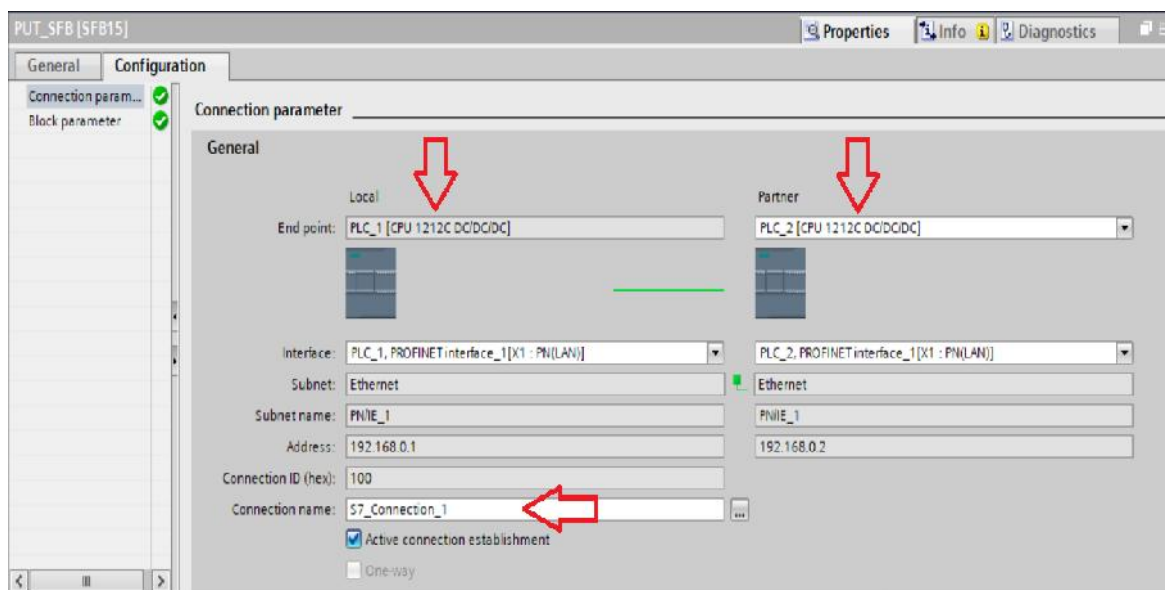 PUT_SFB [SFB15]
Properties Info Diagnostics
General Configuration
Connection param...
Block parameter
Connection parameter
General
Local Partner
End point: PLC_1 [CPU 1212C DC/DC/DC] PLC_2 [CPU 1212C DC/DC/DC]
Interface: PLC_1, PROFINET interface_1[X1 : PN(LAN)] PLC_2, PROFINET interface_1[X1 : PN(LAN)]
Subnet: Ethernet Ethernet
Subnet name: PN/IE_1 PN/IE_1
Address: 192.168.0.1 192.168.0.2
Connection ID (hex): 100
Connection name: S7_Connection_1 ...
Active connection establishment
One-way